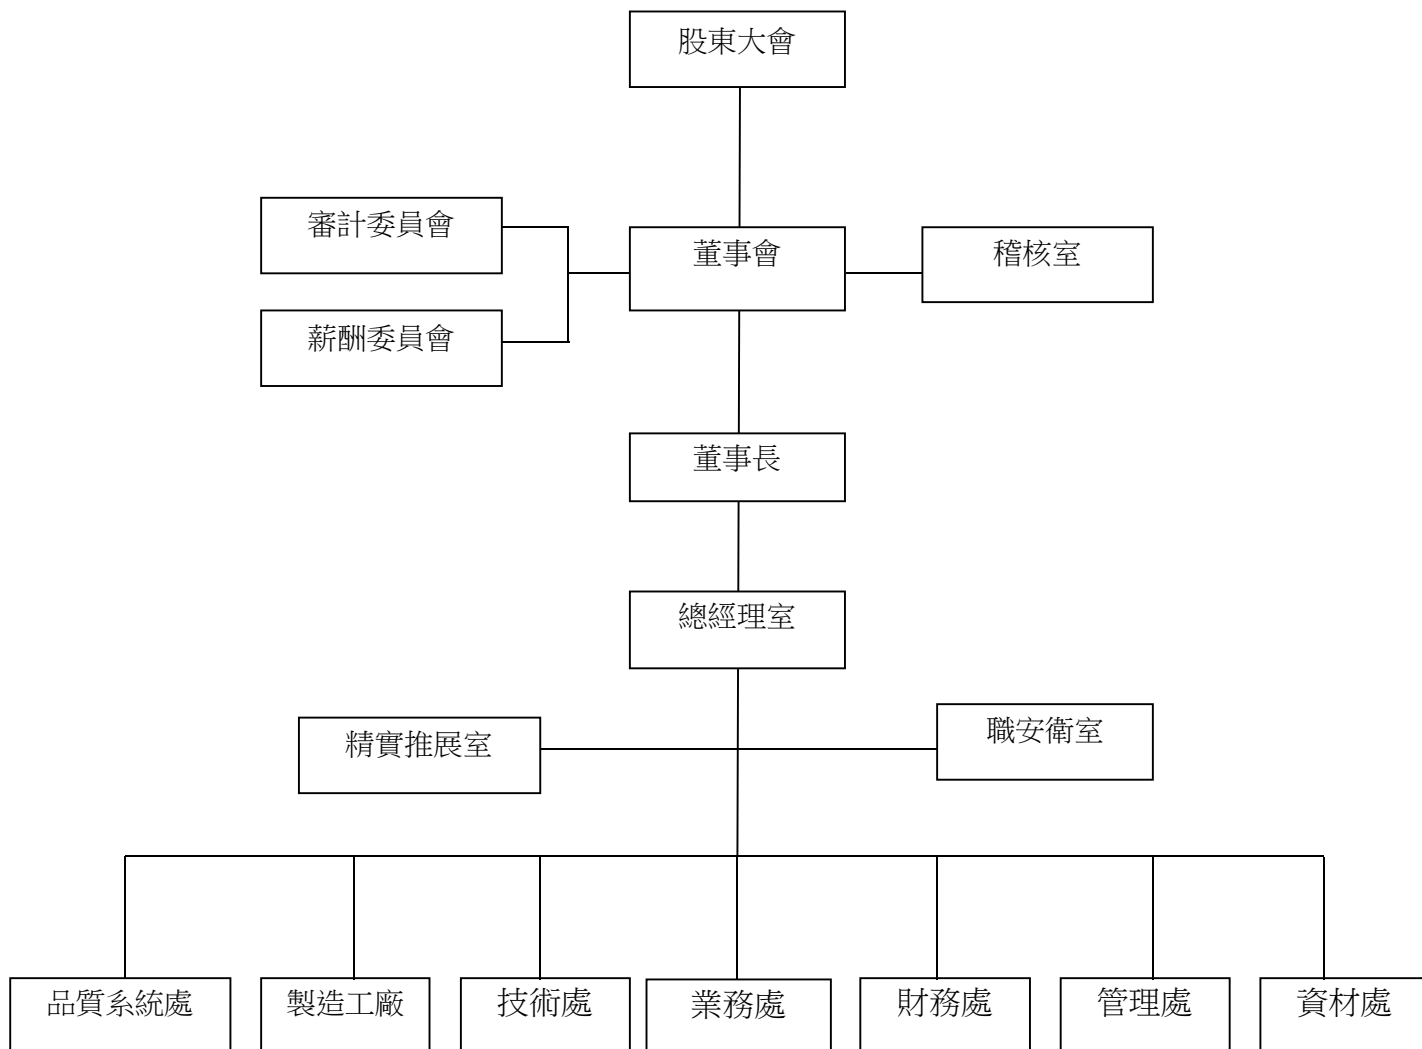 股東大會
審計委員會
董事會
稽核室
薪酬委員會
董事長
總經理室
精實推展室
職安衛室
品質系統處
製造工廠
技術處
業務處
財務處
管理處
資材處